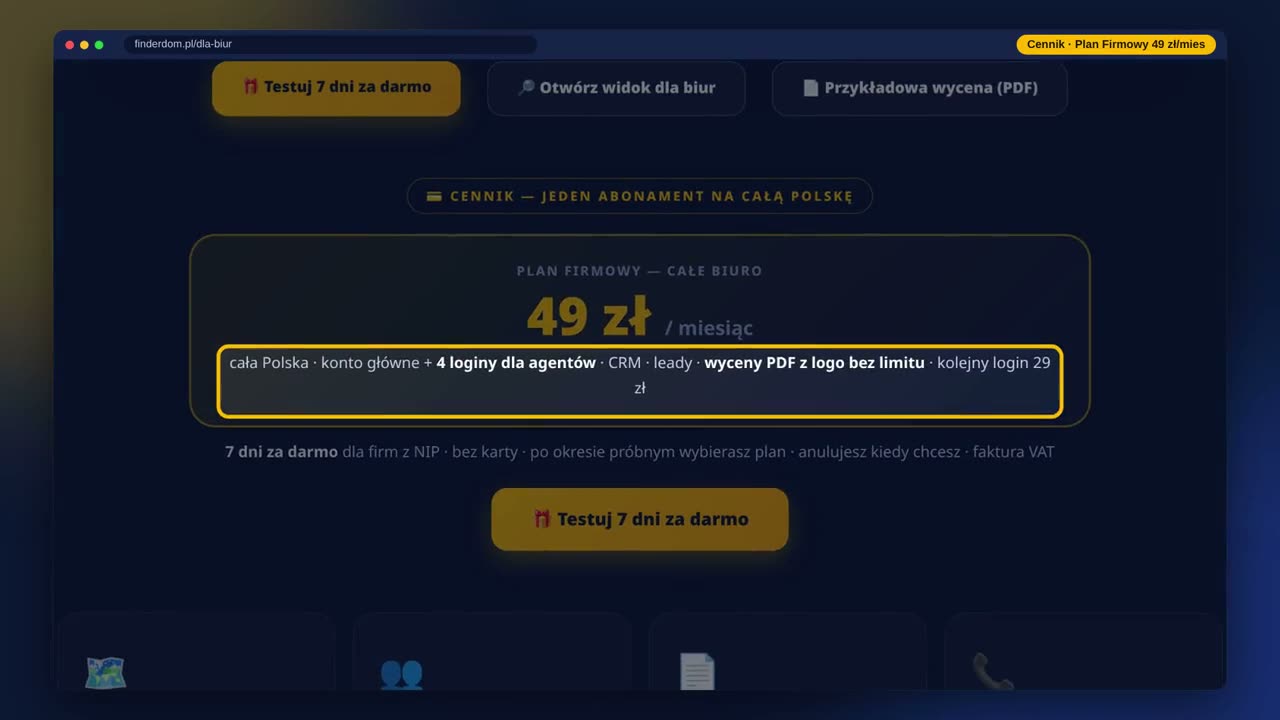 finderdom.pl/dla-biur
Cennik · Plan Firmowy 49 zł/mies
🎁 Testuj 7 dni za darmo
🔎 Otwórz widok dla biur
📄 Przykładowa wycena (PDF)
💳 CENNIK — JEDEN ABONAMENT NA CAŁĄ POLSKĘ
PLAN FIRMOWY — CAŁE BIURO
49 zł / miesiąc
cała Polska · konto główne + 4 loginy dla agentów · CRM · leady · wyceny PDF z logo bez limitu · kolejny login 29
zł
7 dni za darmo dla firm z NIP · bez karty · po okresie próbnym wybierasz plan · anulujesz kiedy chcesz · faktura VAT
🎁 Testuj 7 dni za darmo